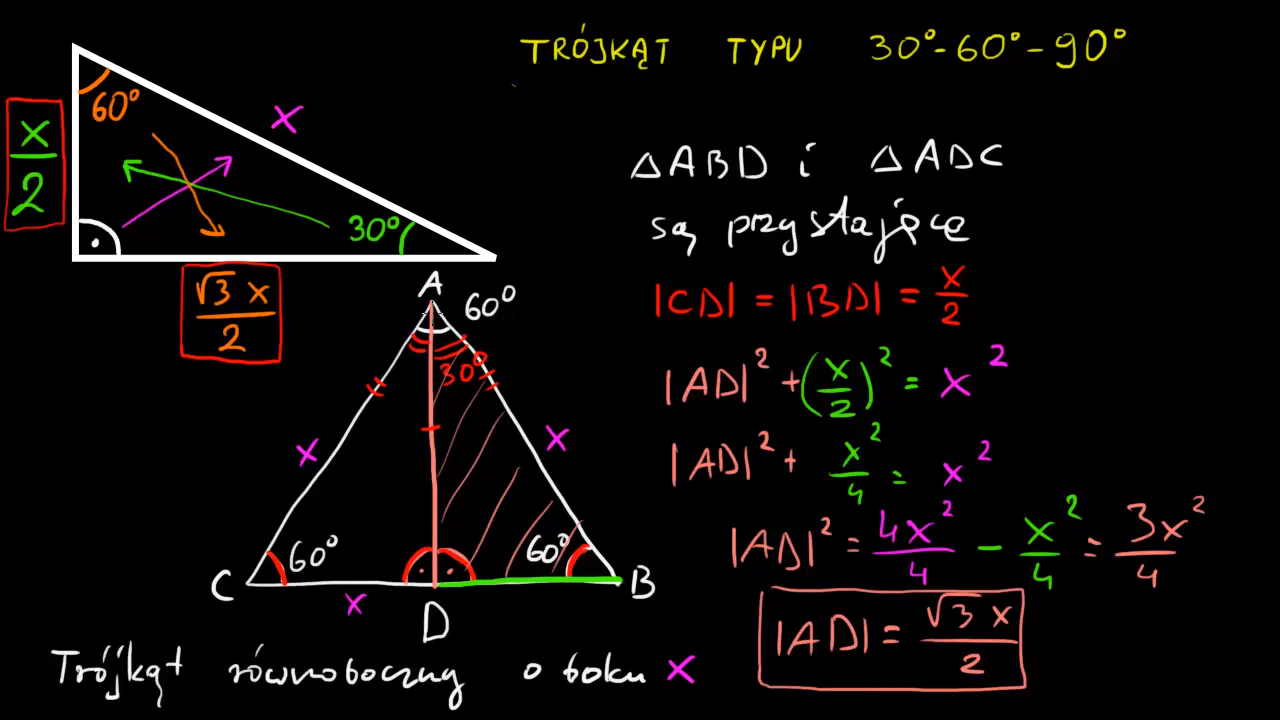 TRÓJKĄT TYPU 30°-60°-90°
60°
x
x/2
30°
√3 x/2
△ABD i △ADC
są przystające
|CD| = |BD| = x/2
|AD|² + (x/2)² = x²
|AD|² + x²/4 = x²
|AD|² = 4x²/4 - x²/4 = 3x²/4
|AD| = √3 x/2
A
60°
30°
x
x
60°
60°
C
x
D
B
Trójkąt równoboczny o boku x